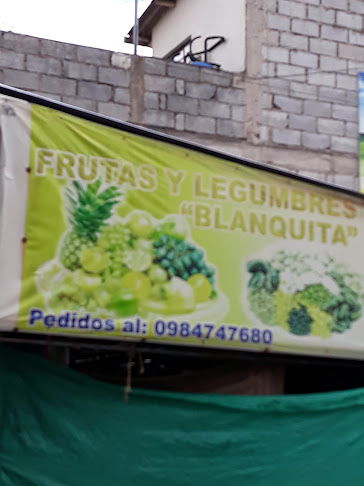 FRUTAS Y LEGUMBRES
"BLANQUITA"
Pedidos al: 0984747680